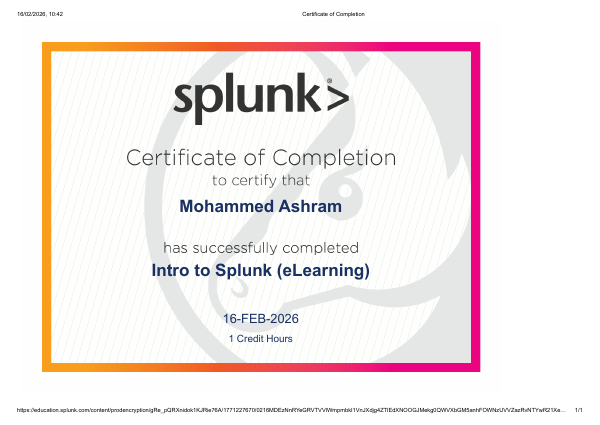 16/02/2026, 10:42
Certificate of Completion
splunk>
Certificate of Completion
to certify that
Mohammed Ashram
has successfully completed
Intro to Splunk (eLearning)
16-FEB-2026
1 Credit Hours
1/1